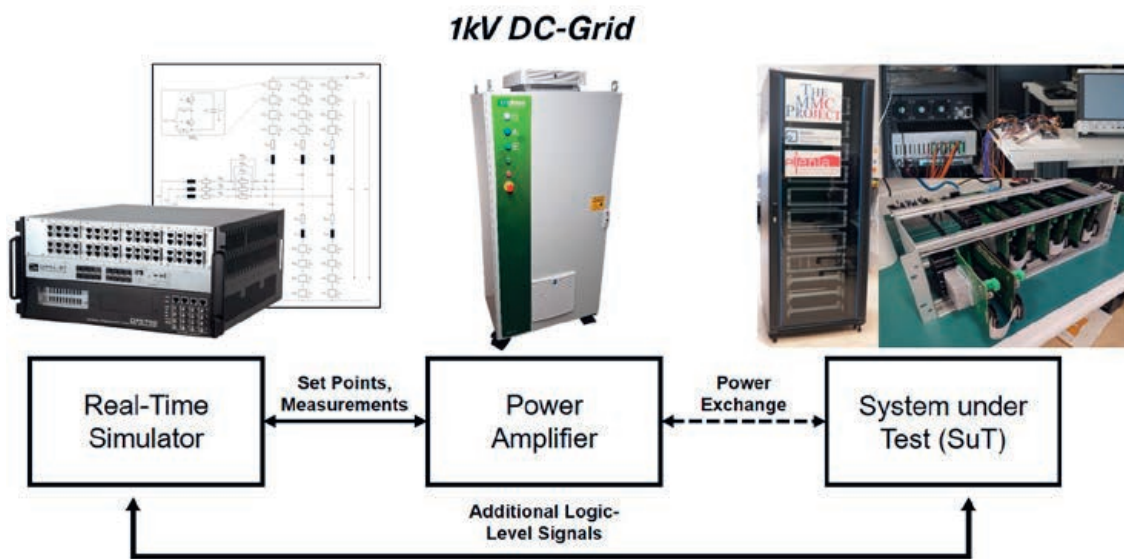 1kV DC-Grid
THE
MMC
PROJECT
elenia
Real-Time
Simulator
Set Points,
Measurements
Power
Amplifier
Power
Exchange
System under
Test (SuT)
Additional Logic-
Level Signals